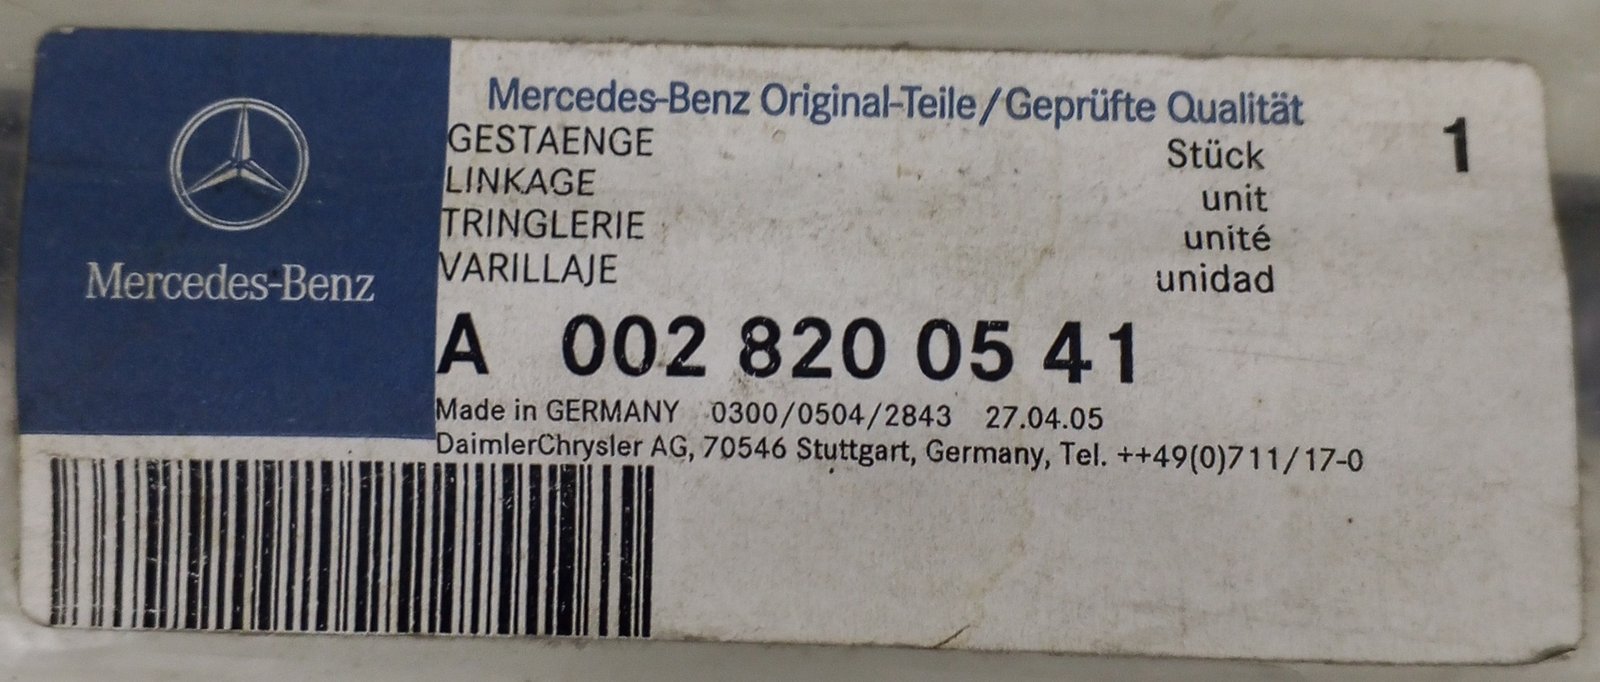 Mercedes-Benz
Mercedes-Benz Original-Teile/Geprüfte Qualität
GESTAENGE Stück 1
LINKAGE unit
TRINGLERIE unité
VARILLAJE unidad
A 002 820 05 41
Made in GERMANY 0300/0504/2843 27.04.05
DaimlerChrysler AG, 70546 Stuttgart, Germany, Tel. ++49(0)711/17-0